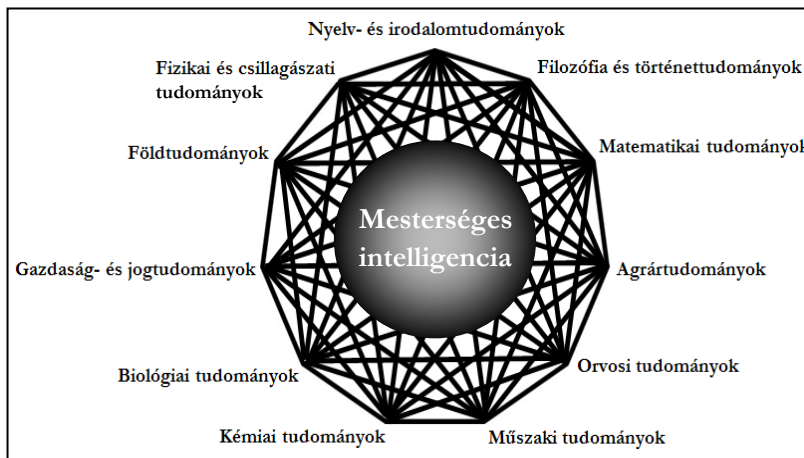 Nyelv- és irodalomtudományok
Fizikai és csillagászati
tudományok
Filozófia és történettudományok
Földtudományok
Matematikai tudományok
Mesterséges
intelligencia
Gazdaság- és jogtudományok
Agrártudományok
Biológiai tudományok
Orvosi tudományok
Kémiai tudományok
Műszaki tudományok